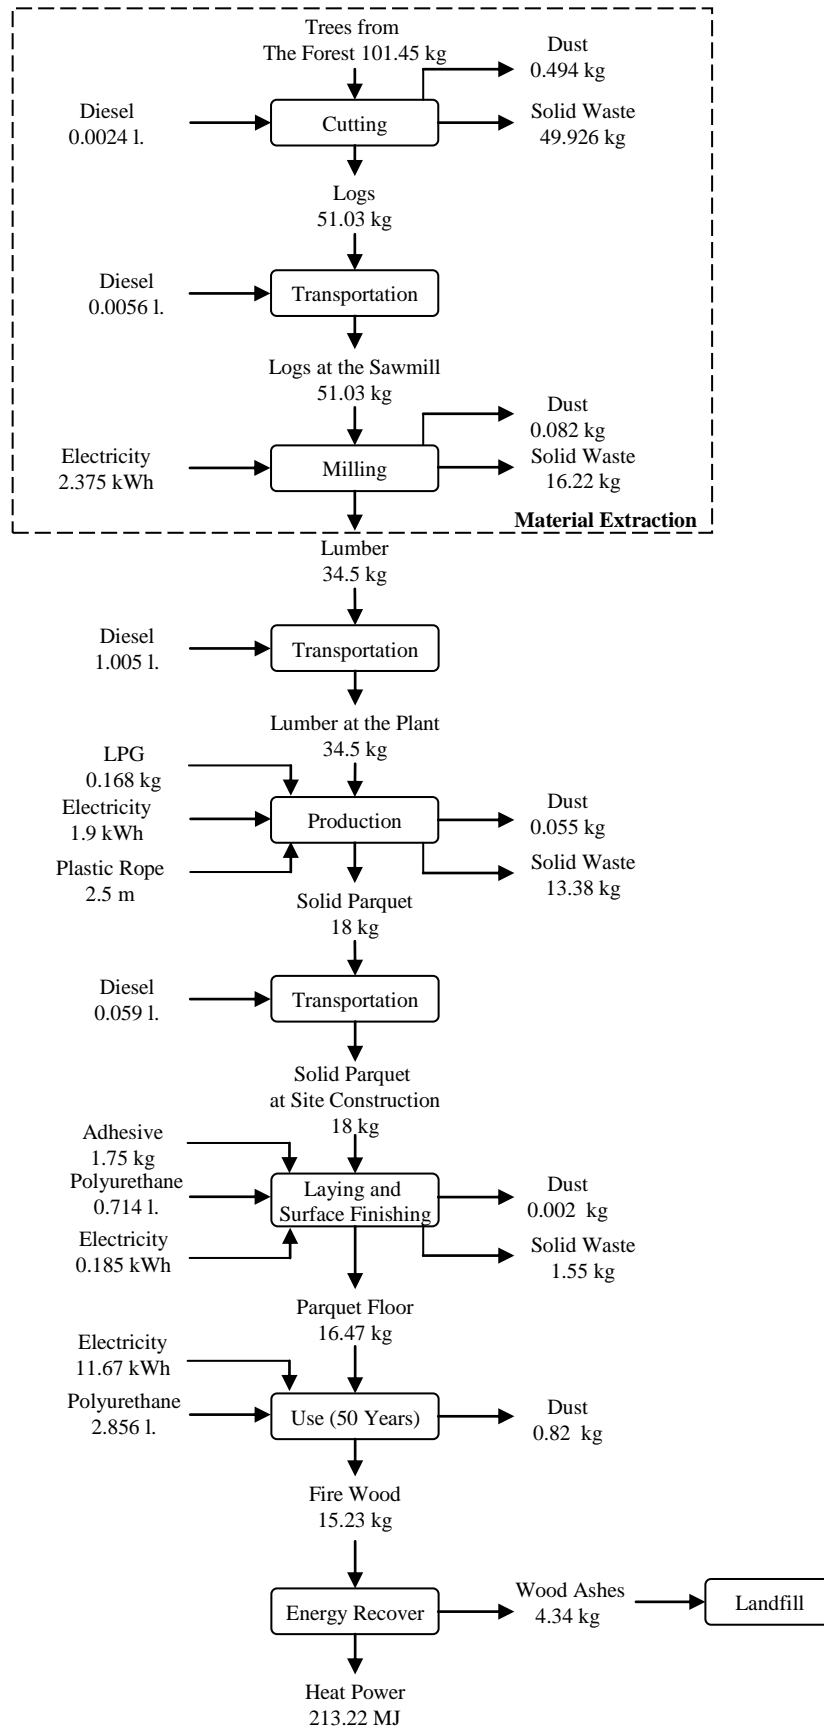 Trees from
The Forest 101.45 kg
Dust
0.494 kg
Diesel
0.0024 l.
Cutting
Solid Waste
49.926 kg
Logs
51.03 kg
Diesel
0.0056 l.
Transportation
Logs at the Sawmill
51.03 kg
Dust
0.082 kg
Electricity
2.375 kWh
Milling
Solid Waste
16.22 kg
Material Extraction
Lumber
34.5 kg
Diesel
1.005 l.
Transportation
Lumber at the Plant
34.5 kg
LPG
0.168 kg
Electricity
1.9 kWh
Plastic Rope
2.5 m
Production
Dust
0.055 kg
Solid Waste
13.38 kg
Solid Parquet
18 kg
Diesel
0.059 l.
Transportation
Solid Parquet
at Site Construction
18 kg
Adhesive
1.75 kg
Polyurethane
0.714 l.
Electricity
0.185 kWh
Laying and
Surface Finishing
Dust
0.002  kg
Solid Waste
1.55 kg
Parquet Floor
16.47 kg
Electricity
11.67 kWh
Polyurethane
2.856 l.
Use (50 Years)
Dust
0.82  kg
Fire Wood
15.23 kg
Energy Recover
Wood Ashes
4.34 kg
Landfill
Heat Power
213.22 MJ